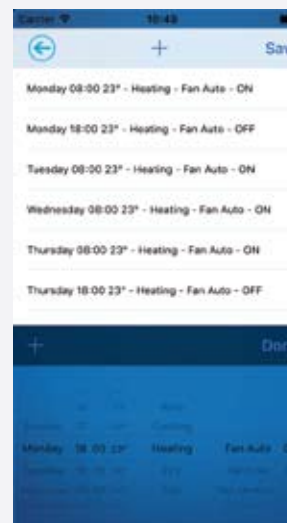 Carrier 10:49
+ Sav
Monday 08:00 23° - Heating - Fan Auto - ON
Monday 18:00 23° - Heating - Fan Auto - OFF
Tuesday 08:00 23° - Heating - Fan Auto - ON
Wednesday 08:00 23° - Heating - Fan Auto - ON
Thursday 08:00 23° - Heating - Fan Auto - ON
Thursday 18:00 23° - Heating - Fan Auto - OFF
+ Don
Monday 18 00 23° Heating Fan Auto